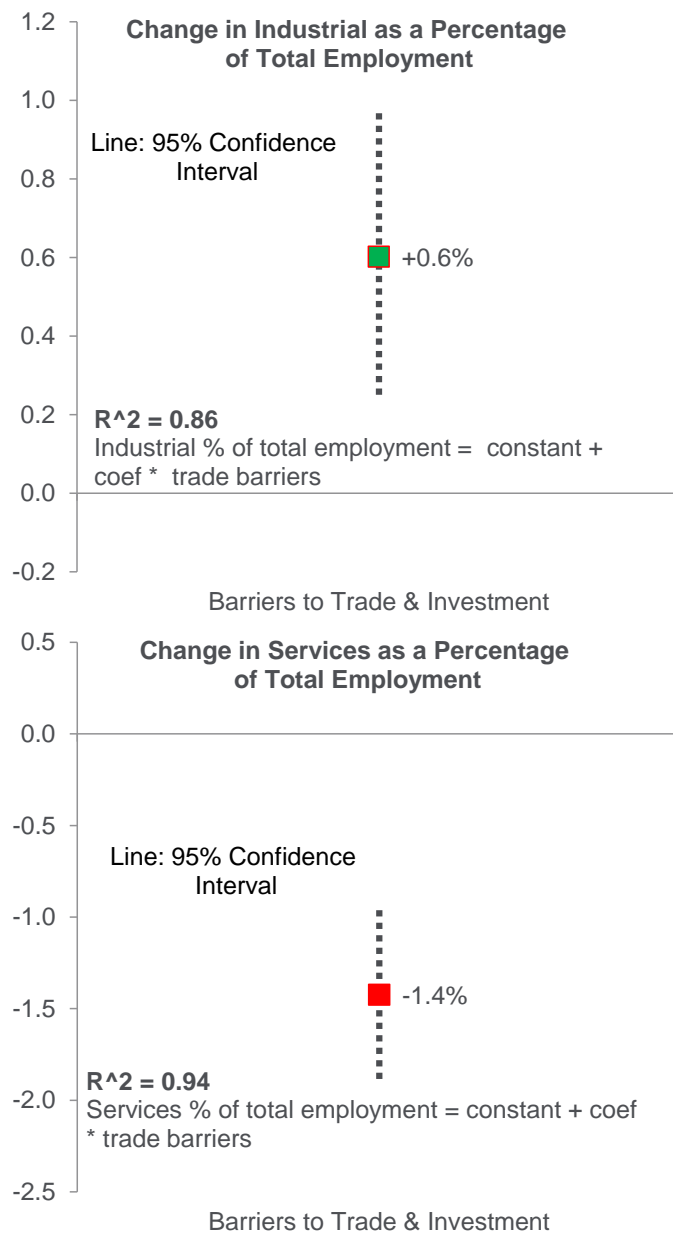 Change in Industrial as a Percentage
of Total Employment
1.2
1.0
0.8
0.6
0.4
0.2
0.0
-0.2
Line: 95% Confidence
Interval
+0.6%
R^2 = 0.86
Industrial % of total employment = constant +
coef * trade barriers
Barriers to Trade & Investment
Change in Services as a Percentage
of Total Employment
0.5
0.0
-0.5
-1.0
-1.5
-2.0
-2.5
Line: 95% Confidence
Interval
-1.4%
R^2 = 0.94
Services % of total employment = constant + coef
* trade barriers
Barriers to Trade & Investment